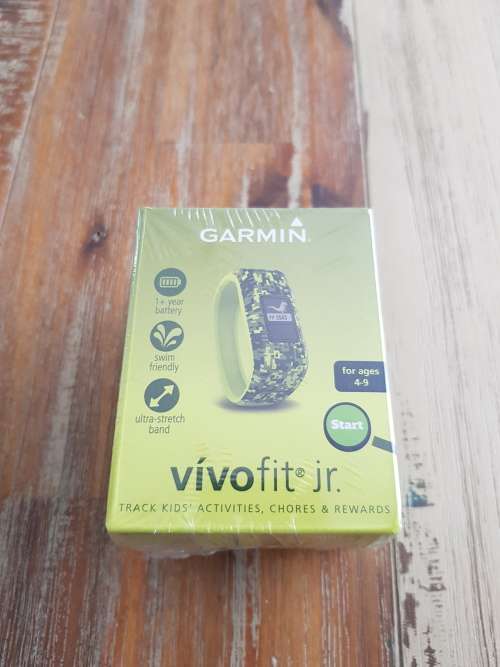 GARMIN
1+ year
battery
swim
friendly
ultra-stretch
band
for ages
4-9
Start
vívofit® jr.
TRACK KIDS' ACTIVITIES, CHORES & REWARDS